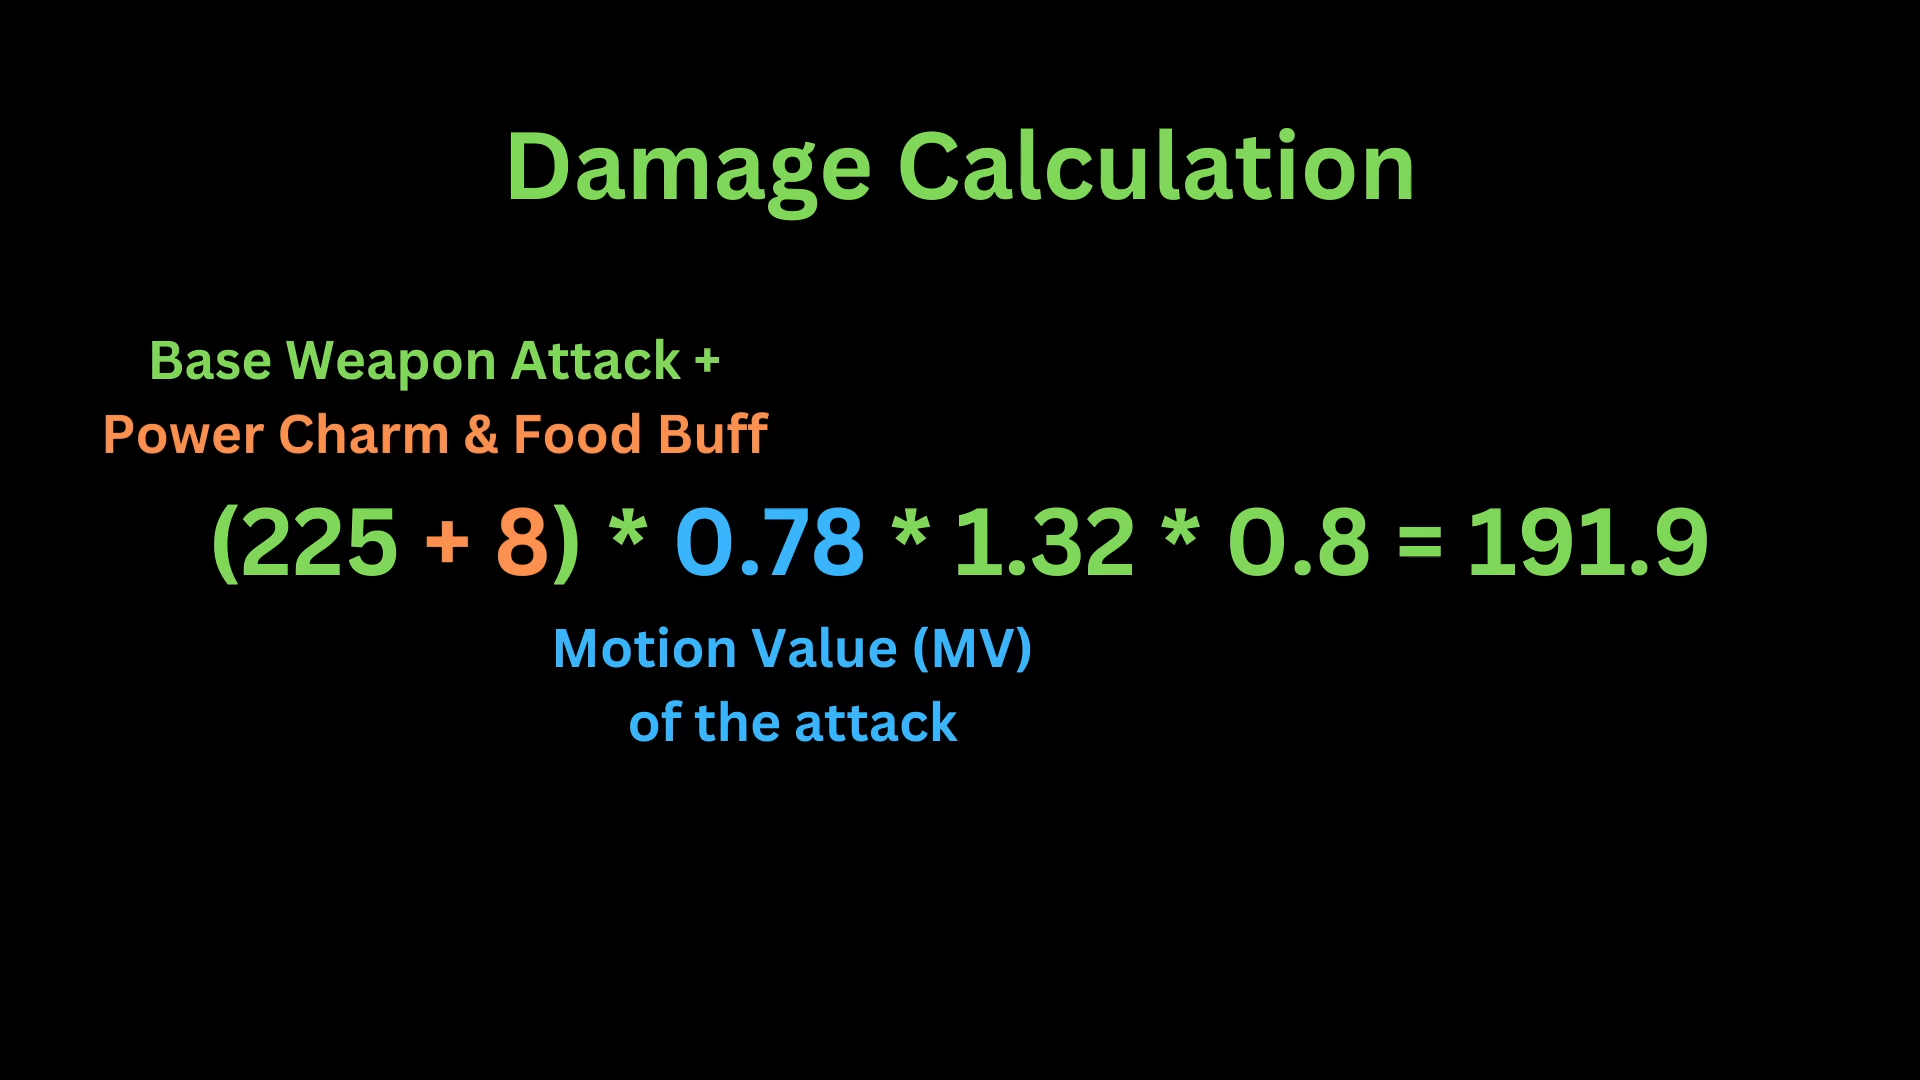 Damage Calculation
Base Weapon Attack +
Power Charm & Food Buff
(225 + 8) * 0.78 * 1.32 * 0.8 = 191.9
Motion Value (MV)
of the attack